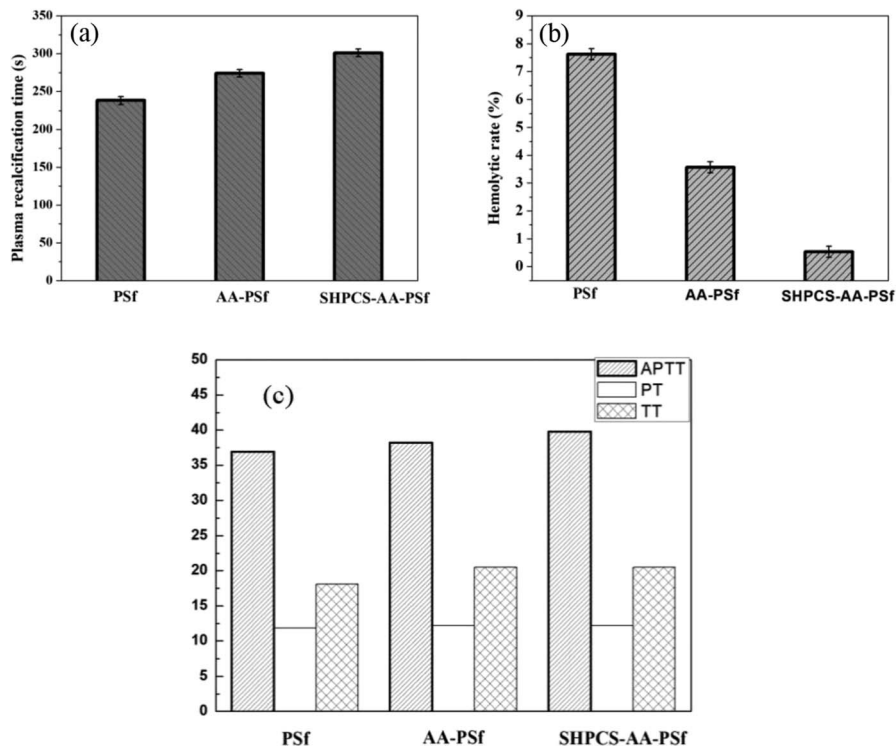 (a)
Plasma recalcification time (s)
350
300
250
200
150
100
50
0
PSf
AA-PSf
SHPCS-AA-PSf
(b)
Hemolytic rate (%)
9
8
7
6
5
4
3
2
1
0
PSf
AA-PSf
SHPCS-AA-PSf
(c)
50
45
40
35
30
25
20
15
10
5
0
APTT
PT
TT
PSf
AA-PSf
SHPCS-AA-PSf